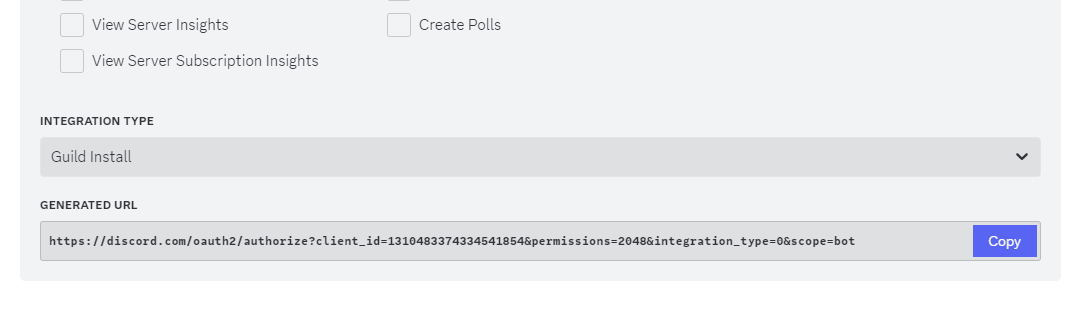 View Server Insights
Create Polls
View Server Subscription Insights
INTEGRATION TYPE
Guild Install
GENERATED URL
https://discord.com/oauth2/authorize?client_id=1310483374334541854&permissions=2048&integration_type=0&scope=bot
Copy